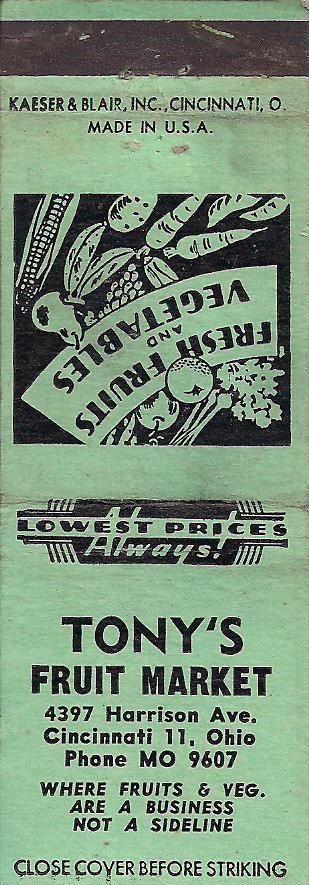 KAESER & BLAIR, INC., CINCINNATI, O.
MADE IN U.S.A.
FRESH FRUITS
AND
VEGETABLES
LOWEST PRICES
Always!
TONY'S
FRUIT MARKET
4397 Harrison Ave.
Cincinnati 11, Ohio
Phone MO 9607
WHERE FRUITS & VEG.
ARE A BUSINESS
NOT A SIDELINE
CLOSE COVER BEFORE STRIKING